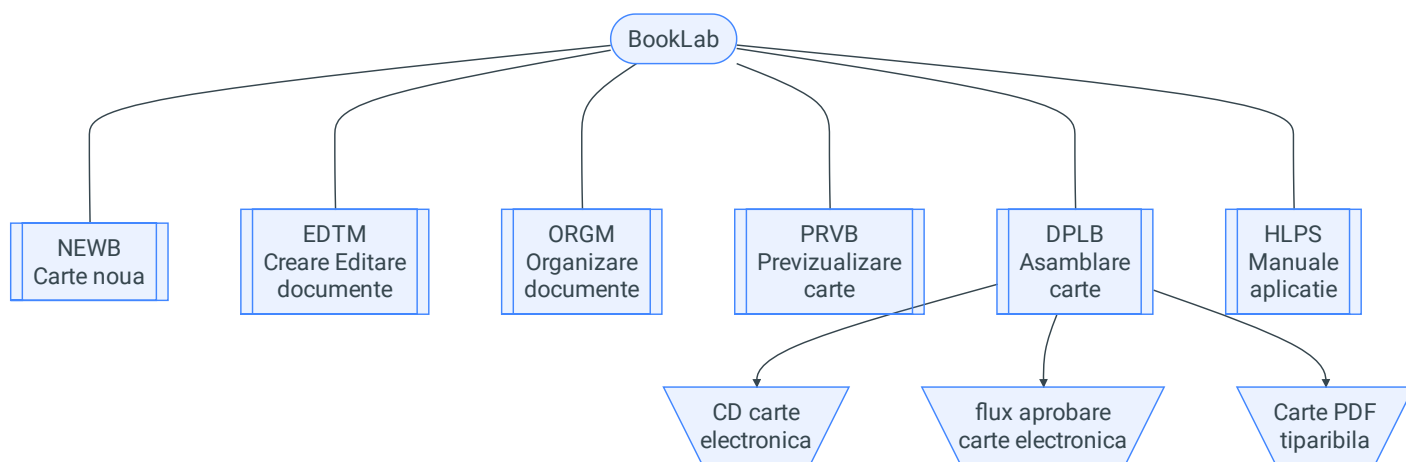 BookLab
NEWB
Carte noua
EDTM
Creare Editare
documente
ORGM
Organizare
documente
PRVB
Previzualizare
carte
DPLB
Asamblare
carte
HLPS
Manuale
aplicatie
CD carte
electronica
flux aprobare
carte electronica
Carte PDF
tiparibila